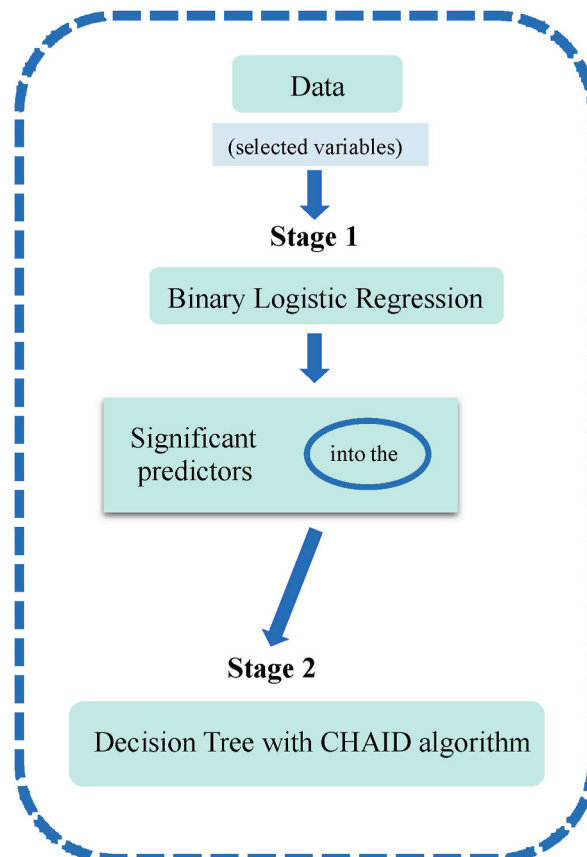 Data
(selected variables)
Stage 1
Binary Logistic Regression
Significant
predictors
into the
Stage 2
Decision Tree with CHAID algorithm